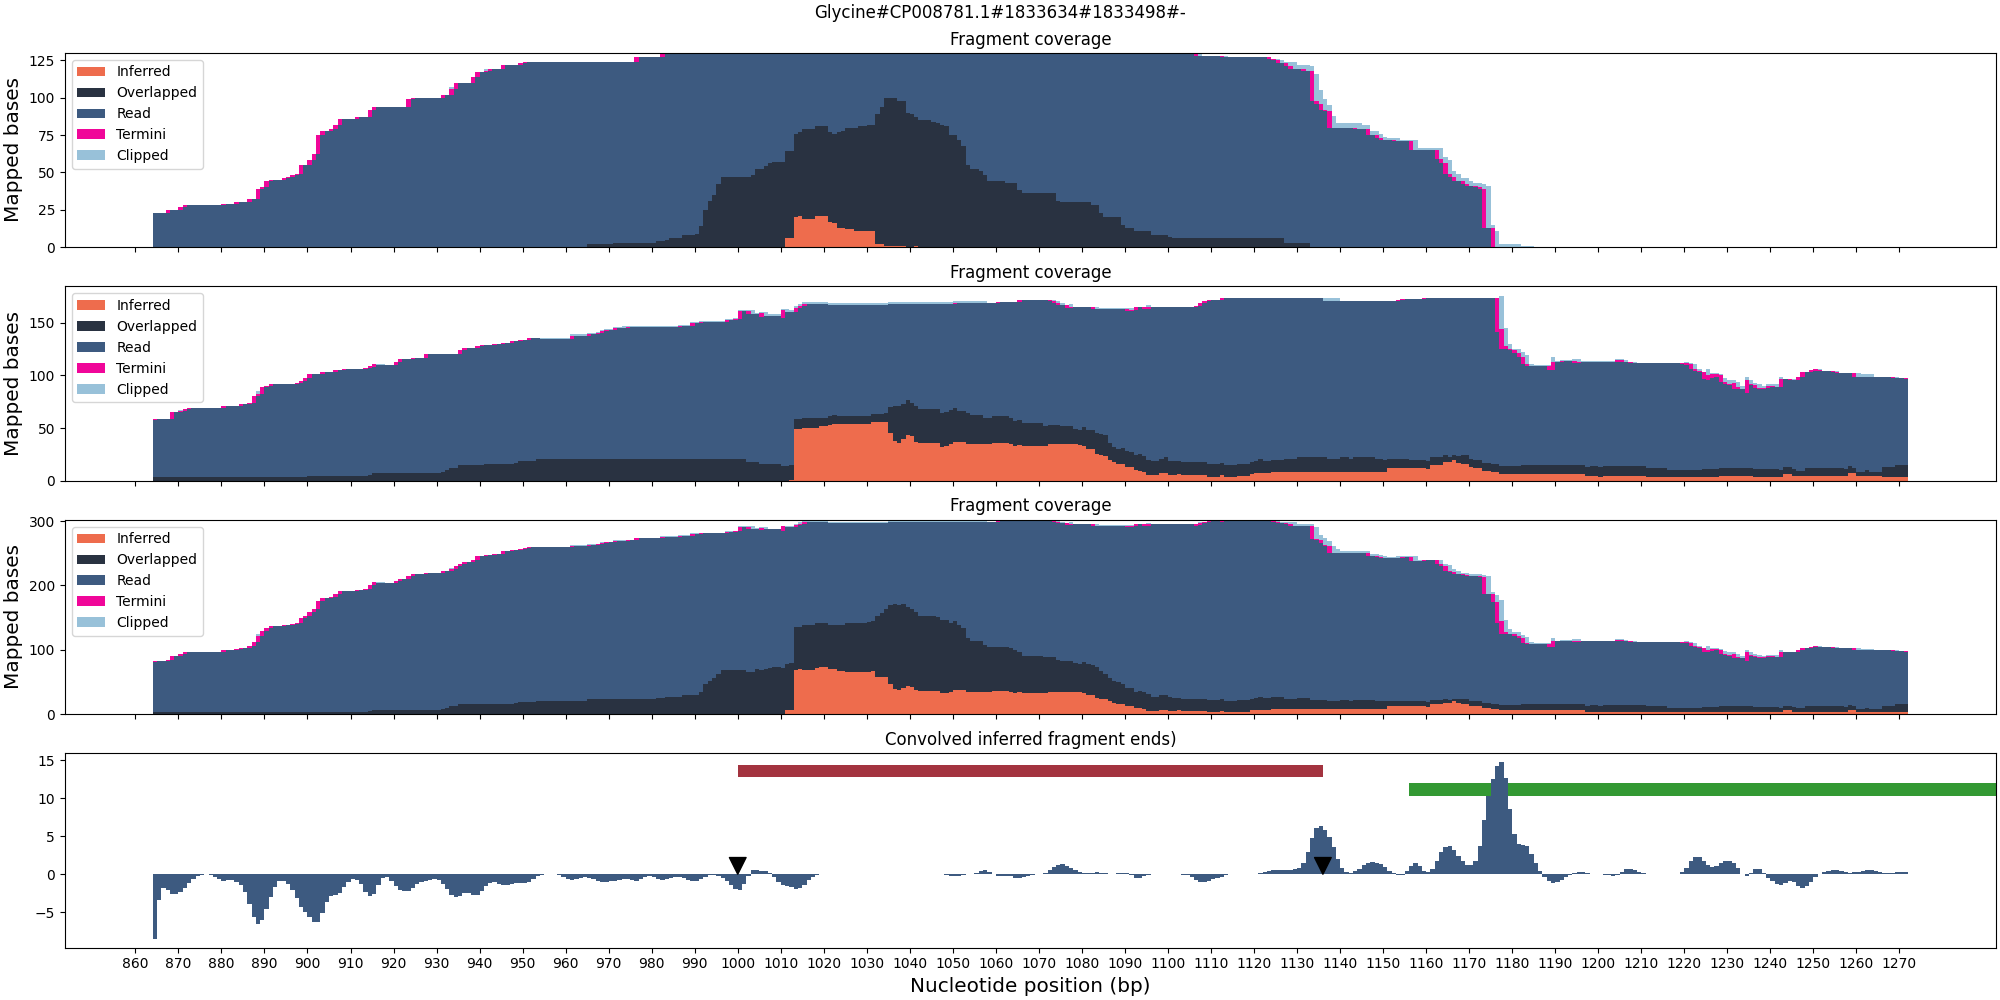 Glycine#CP008781.1#1833634#1833498#-
Fragment coverage
Mapped bases
125
100
75
50
25
0
Inferred
Overlapped
Read
Termini
Clipped
Fragment coverage
Mapped bases
150
100
50
0
Inferred
Overlapped
Read
Termini
Clipped
Fragment coverage
Mapped bases
300
200
100
0
Inferred
Overlapped
Read
Termini
Clipped
Convolved inferred fragment ends)
15
10
5
0
−5
860 870 880 890 900 910 920 930 940 950 960 970 980 990 1000 1010 1020 1030 1040 1050 1060 1070 1080 1090 1100 1110 1120 1130 1140 1150 1160 1170 1180 1190 1200 1210 1220 1230 1240 1250 1260 1270
Nucleotide position (bp)